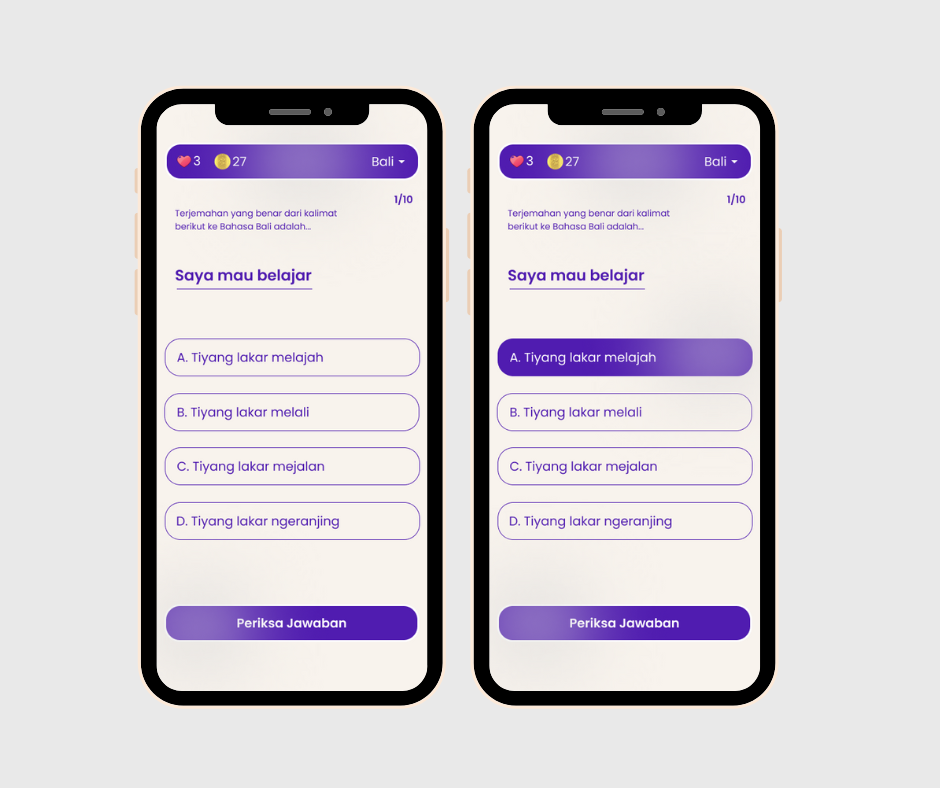 3 27 Bali
1/10
Terjemahan yang benar dari kalimat
berikut ke Bahasa Bali adalah...
Saya mau belajar
A. Tiyang lakar melajah
B. Tiyang lakar melali
C. Tiyang lakar mejalan
D. Tiyang lakar ngeranjing
Periksa Jawaban
3 27 Bali
1/10
Terjemahan yang benar dari kalimat
berikut ke Bahasa Bali adalah...
Saya mau belajar
A. Tiyang lakar melajah
B. Tiyang lakar melali
C. Tiyang lakar mejalan
D. Tiyang lakar ngeranjing
Periksa Jawaban